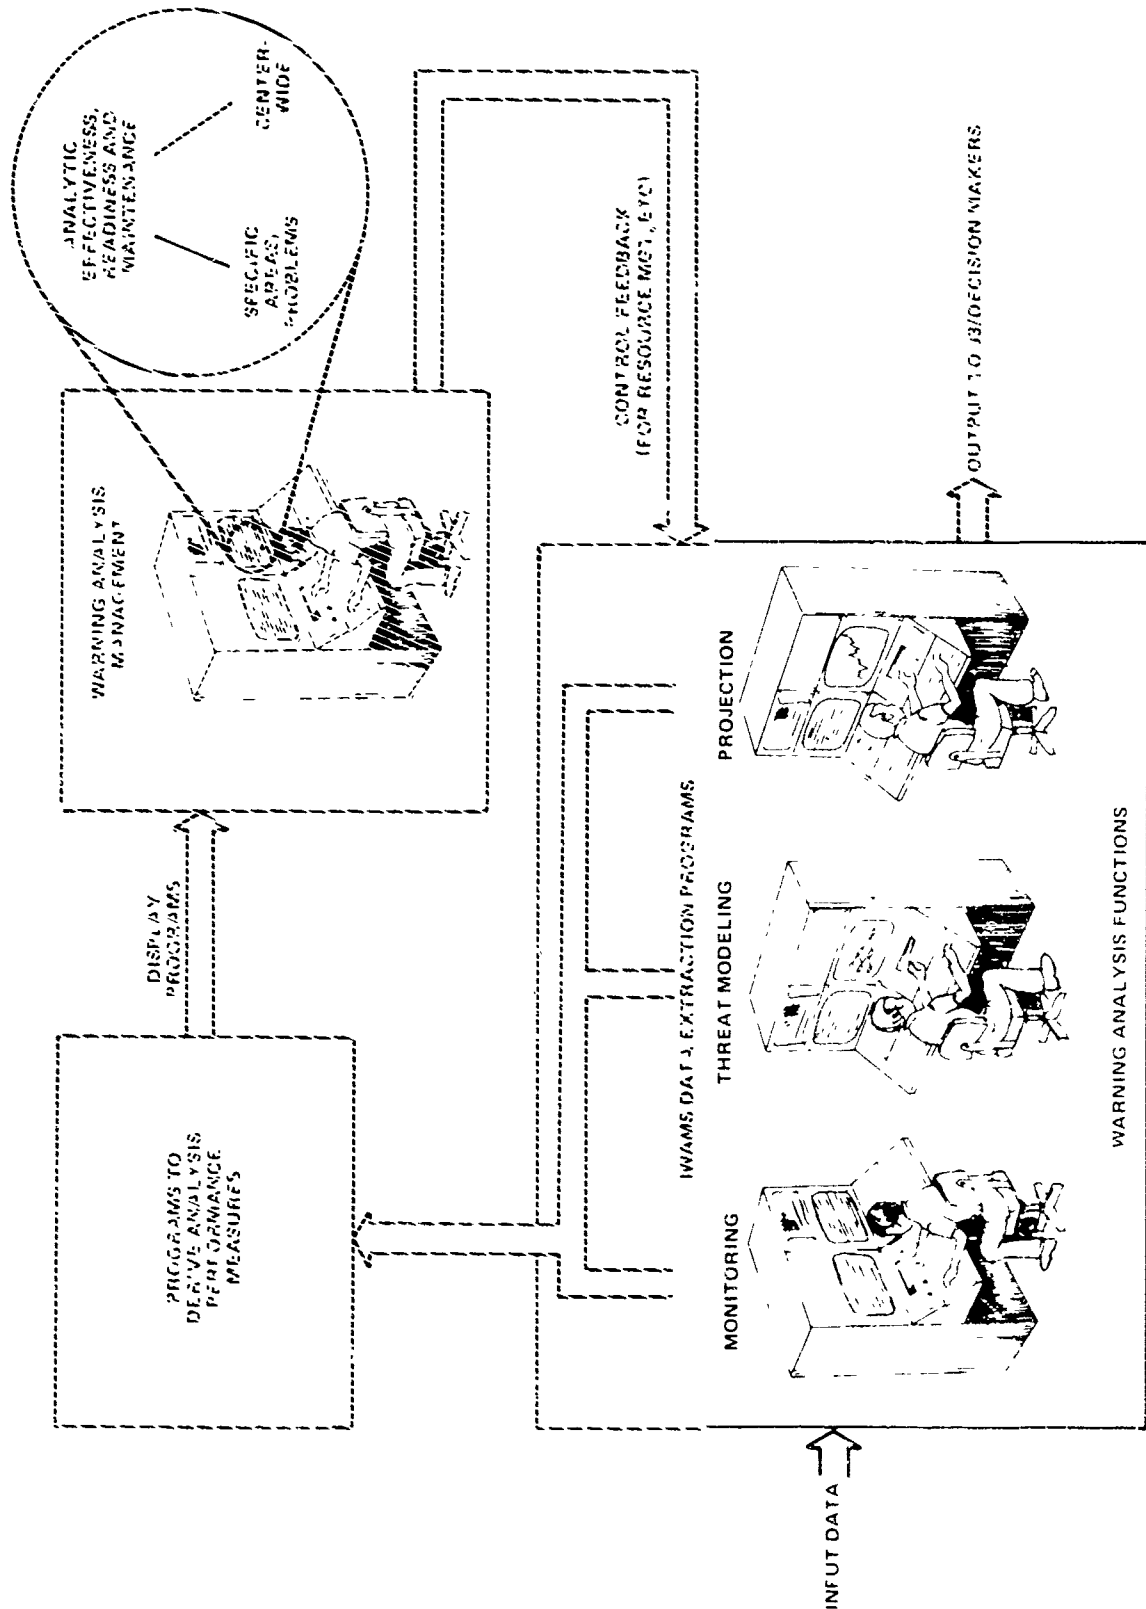 PROGRAMS TO
DERIVE ANALYSIS
PERFORMANCE
MEASURES
DISPLAY
PROGRAMS
WARNING ANALYSIS
MANAGEMENT
ANALYTIC
EFFECTIVENESS,
READINESS AND
MAINTENANCE
SPECIFIC
AREAS,
PROBLEMS
CENTER-
WIDE
CONTROL FEEDBACK
(FOR RESOURCE MGT., ETC)
IWAMS DATA EXTRACTION PROGRAMS
MONITORING
THREAT MODELING
PROJECTION
INPUT DATA
OUTPUT TO J3/DECISION MAKERS
WARNING ANALYSIS FUNCTIONS